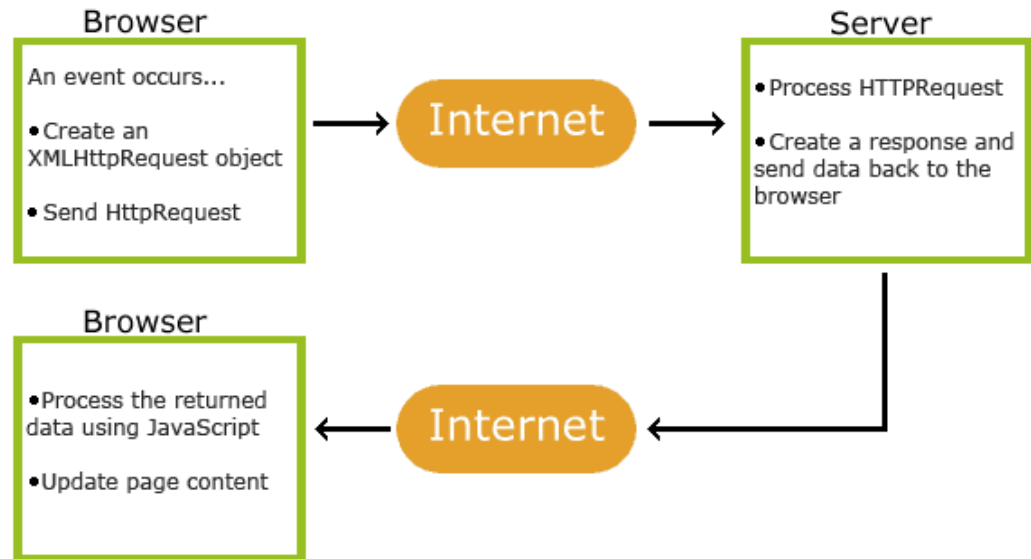 Browser
An event occurs...
•Create an
XMLHttpRequest object
•Send HttpRequest
Internet
Server
•Process HTTPRequest
•Create a response and
send data back to the
browser
Browser
•Process the returned
data using JavaScript
•Update page content
Internet